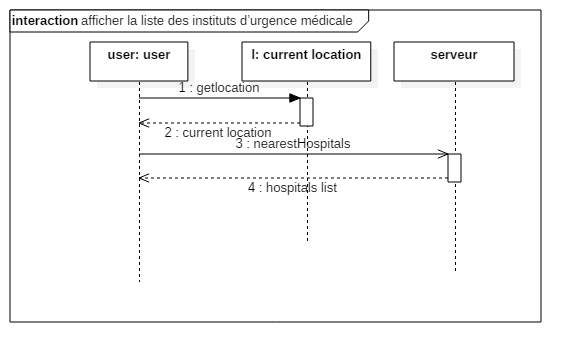 interaction afficher la liste des instituts d'urgence médicale
user: user
l: current location
serveur
1 : getlocation
2 : current location
3 : nearestHospitals
4 : hospitals list